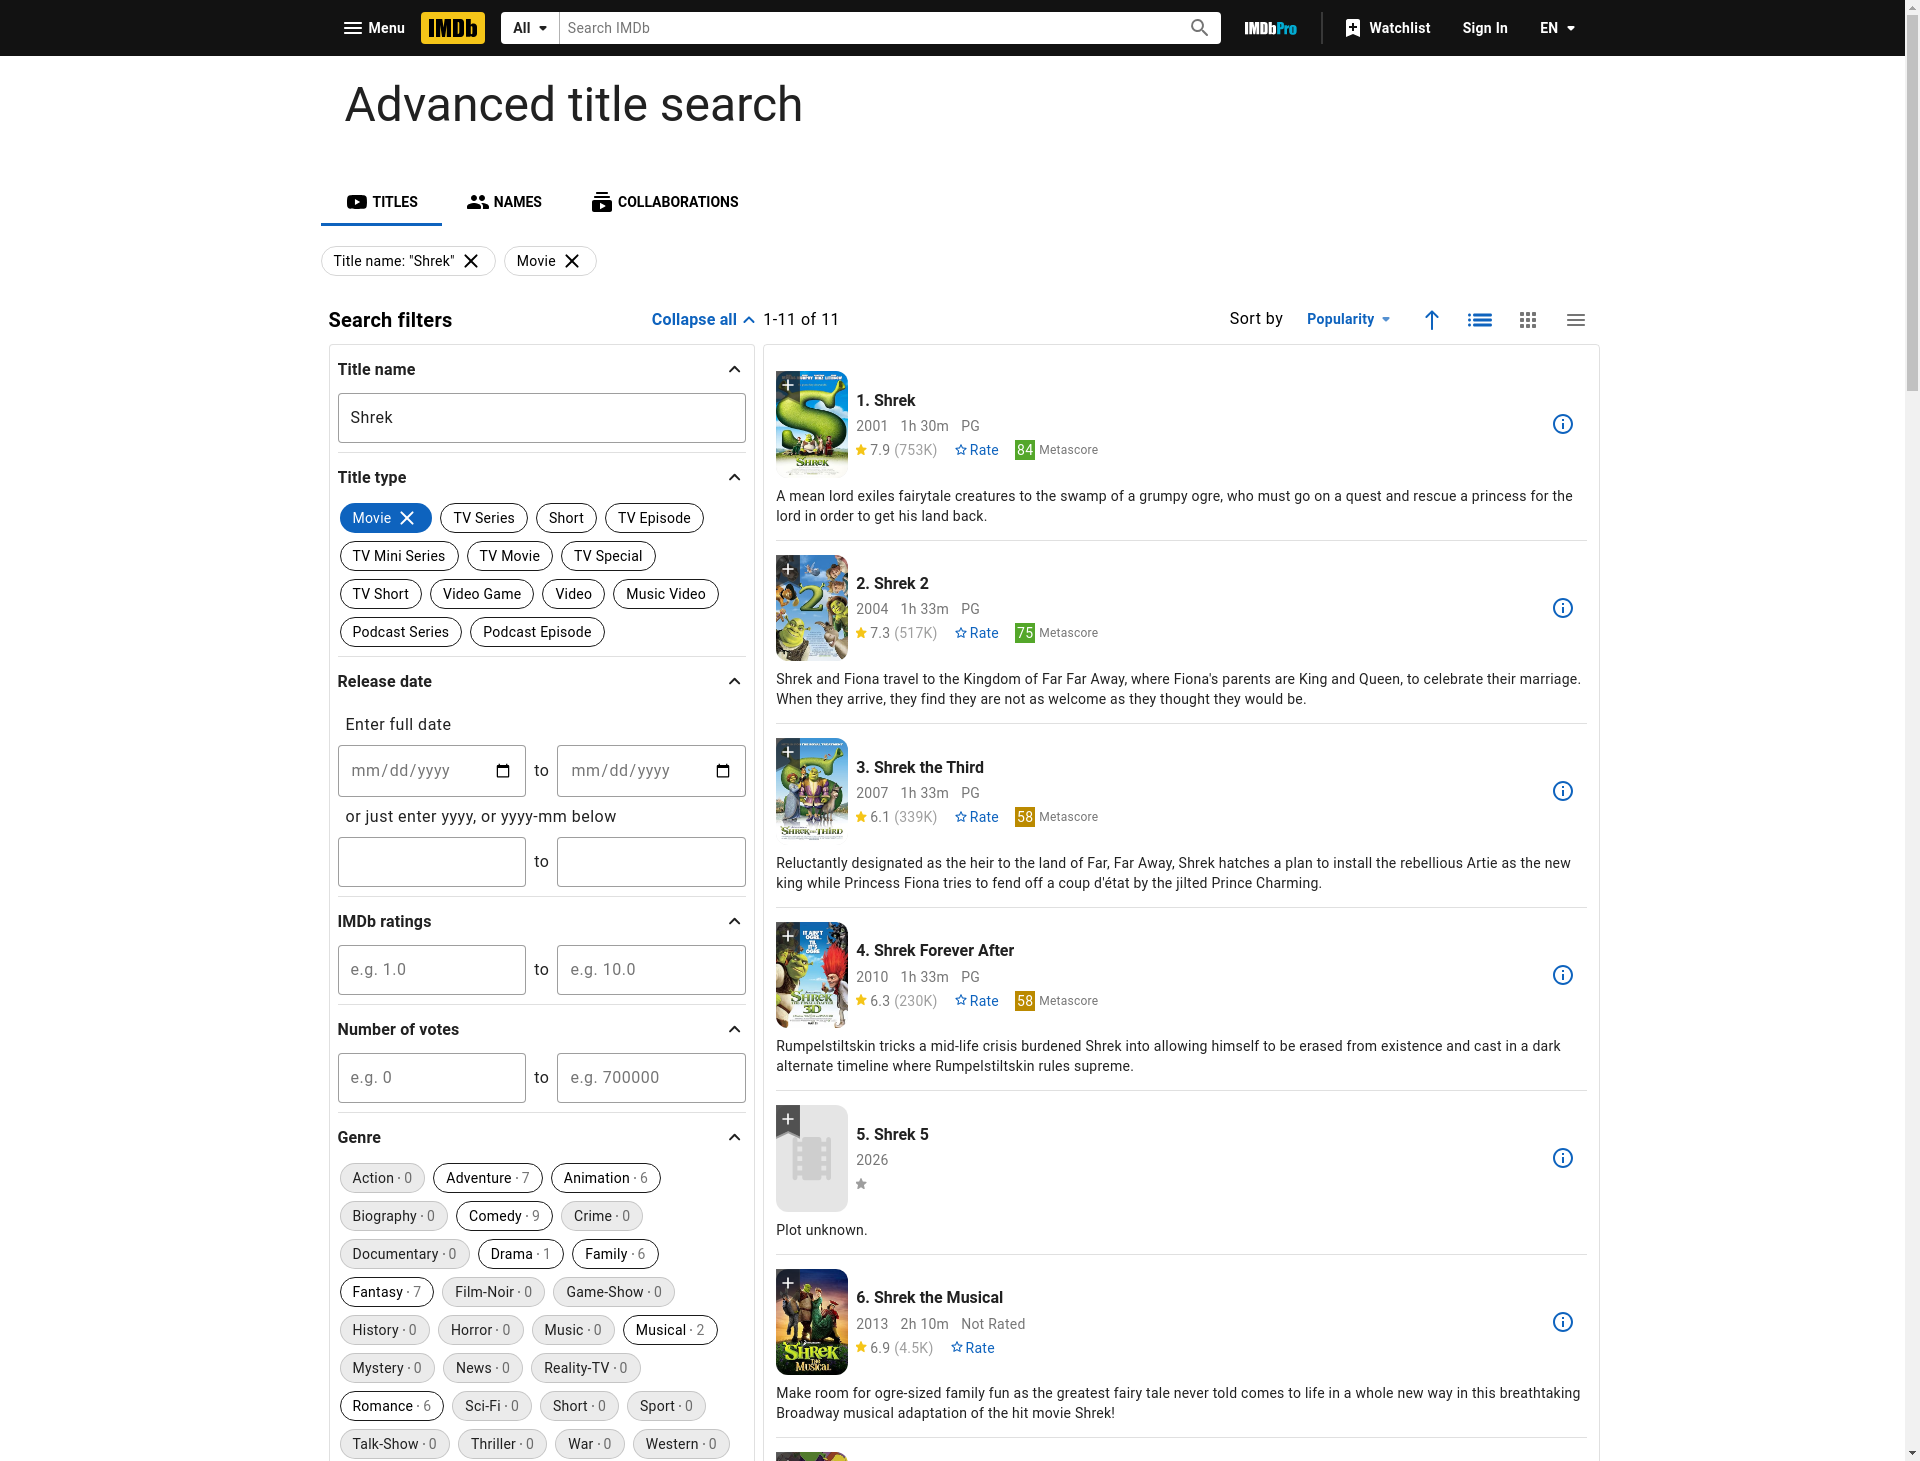 Menu IMDb All Search IMDb IMDbPro Watchlist Sign In EN
Advanced title search
TITLES NAMES COLLABORATIONS
Title name: "Shrek" Movie
Search filters Collapse all 1-11 of 11 Sort by Popularity
Title name
Shrek
Title type
Movie TV Series Short TV Episode
TV Mini Series TV Movie TV Special
TV Short Video Game Video Music Video
Podcast Series Podcast Episode
Release date
Enter full date
mm/dd/yyyy to mm/dd/yyyy
or just enter yyyy, or yyyy-mm below
to
IMDb ratings
e.g. 1.0 to e.g. 10.0
Number of votes
e.g. 0 to e.g. 700000
Genre
Action · 0 Adventure · 7 Animation · 6
Biography · 0 Comedy · 9 Crime · 0
Documentary · 0 Drama · 1 Family · 6
Fantasy · 7 Film-Noir · 0 Game-Show · 0
History · 0 Horror · 0 Music · 0 Musical · 2
Mystery · 0 News · 0 Reality-TV · 0
Romance · 6 Sci-Fi · 0 Short · 0 Sport · 0
Talk-Show · 0 Thriller · 0 War · 0 Western · 0
SHREK
1. Shrek
2001 1h 30m PG
7.9 (753K) Rate 84 Metascore
A mean lord exiles fairytale creatures to the swamp of a grumpy ogre, who must go on a quest and rescue a princess for the
lord in order to get his land back.
2
2. Shrek 2
2004 1h 33m PG
7.3 (517K) Rate 75 Metascore
Shrek and Fiona travel to the Kingdom of Far Far Away, where Fiona's parents are King and Queen, to celebrate their marriage.
When they arrive, they find they are not as welcome as they thought they would be.
SHREK THE THIRD
3. Shrek the Third
2007 1h 33m PG
6.1 (339K) Rate 58 Metascore
Reluctantly designated as the heir to the land of Far, Far Away, Shrek hatches a plan to install the rebellious Artie as the new
king while Princess Fiona tries to fend off a coup d'état by the jilted Prince Charming.
IT AIN'T
OGRE..
TIL
IT'S
OGRE
SHREK
3D
4. Shrek Forever After
2010 1h 33m PG
6.3 (230K) Rate 58 Metascore
Rumpelstiltskin tricks a mid-life crisis burdened Shrek into allowing himself to be erased from existence and cast in a dark
alternate timeline where Rumpelstiltskin rules supreme.
5. Shrek 5
2026
Plot unknown.
SHREK
THE
MUSICAL
6. Shrek the Musical
2013 2h 10m Not Rated
6.9 (4.5K) Rate
Make room for ogre-sized family fun as the greatest fairy tale never told comes to life in a whole new way in this breathtaking
Broadway musical adaptation of the hit movie Shrek!